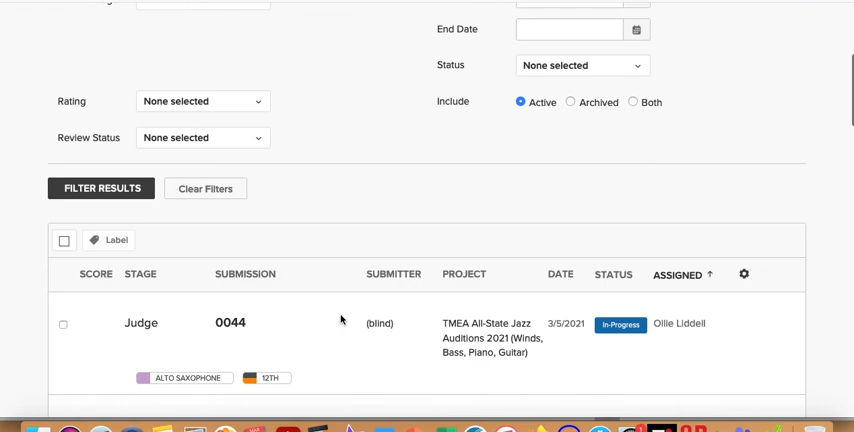 End Date
Status None selected
Rating None selected
Include Active Archived Both
Review Status None selected
FILTER RESULTS Clear Filters
Label
SCORE STAGE SUBMISSION SUBMITTER PROJECT DATE STATUS ASSIGNED ↑
Judge 0044 (blind) TMEA All-State Jazz 3/5/2021 In-Progress Ollie Liddell
Auditions 2021 (Winds,
Bass, Piano, Guitar)
ALTO SAXOPHONE 12TH